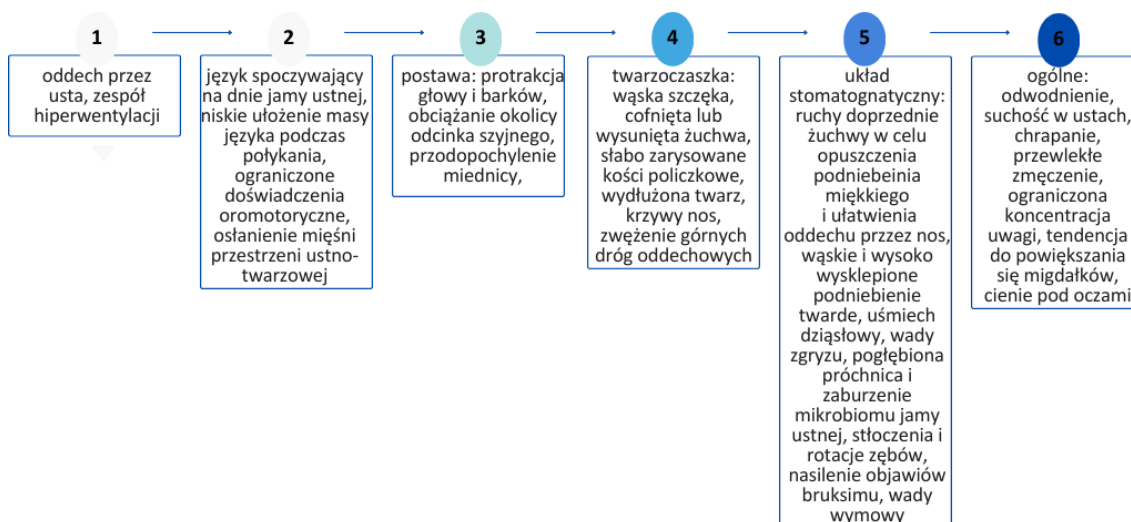 1
oddech przez
usta, zespół
hiperwentylacji
2
język spoczywający
na dnie jamy ustnej,
niskie ułożenie masy
języka podczas
połykania,
ograniczone
doświadczenia
oromotoryczne,
osłanienie mięśni
przestrzeni ustno-
twarzowej
3
postawa: protrakcja
głowy i barków,
obciążanie okolicy
odcinka szyjnego,
przodopochylenie
miednicy,
4
twarzoczaszka:
wąska szczęka,
cofnięta lub
wysunięta żuchwa,
słabo zarysowane
kości policzkowe,
wydłużona twarz,
krzywy nos,
zwężenie górnych
dróg oddechowych
5
układ
stomatognatyczny:
ruchy doprzednie
żuchwy w celu
opuszczenia
podniebeinia
miękkiego
i ułatwienia
oddechu przez nos,
wąskie i wysoko
wysklepione
podniebienie
twarde, uśmiech
dziąsłowy, wady
zgryzu, pogłębiona
próchnica i
zaburzenie
mikrobiomu jamy
ustnej, stłoczenia i
rotacje zębów,
nasilenie objawiów
bruksimu, wady
wymowy
6
ogólne:
odwodnienie,
suchość w ustach,
chrapanie,
przewlekłe
zmęczenie,
ograniczona
koncentracja
uwagi, tendencja
do powiększania
się migdałków,
cienie pod oczami